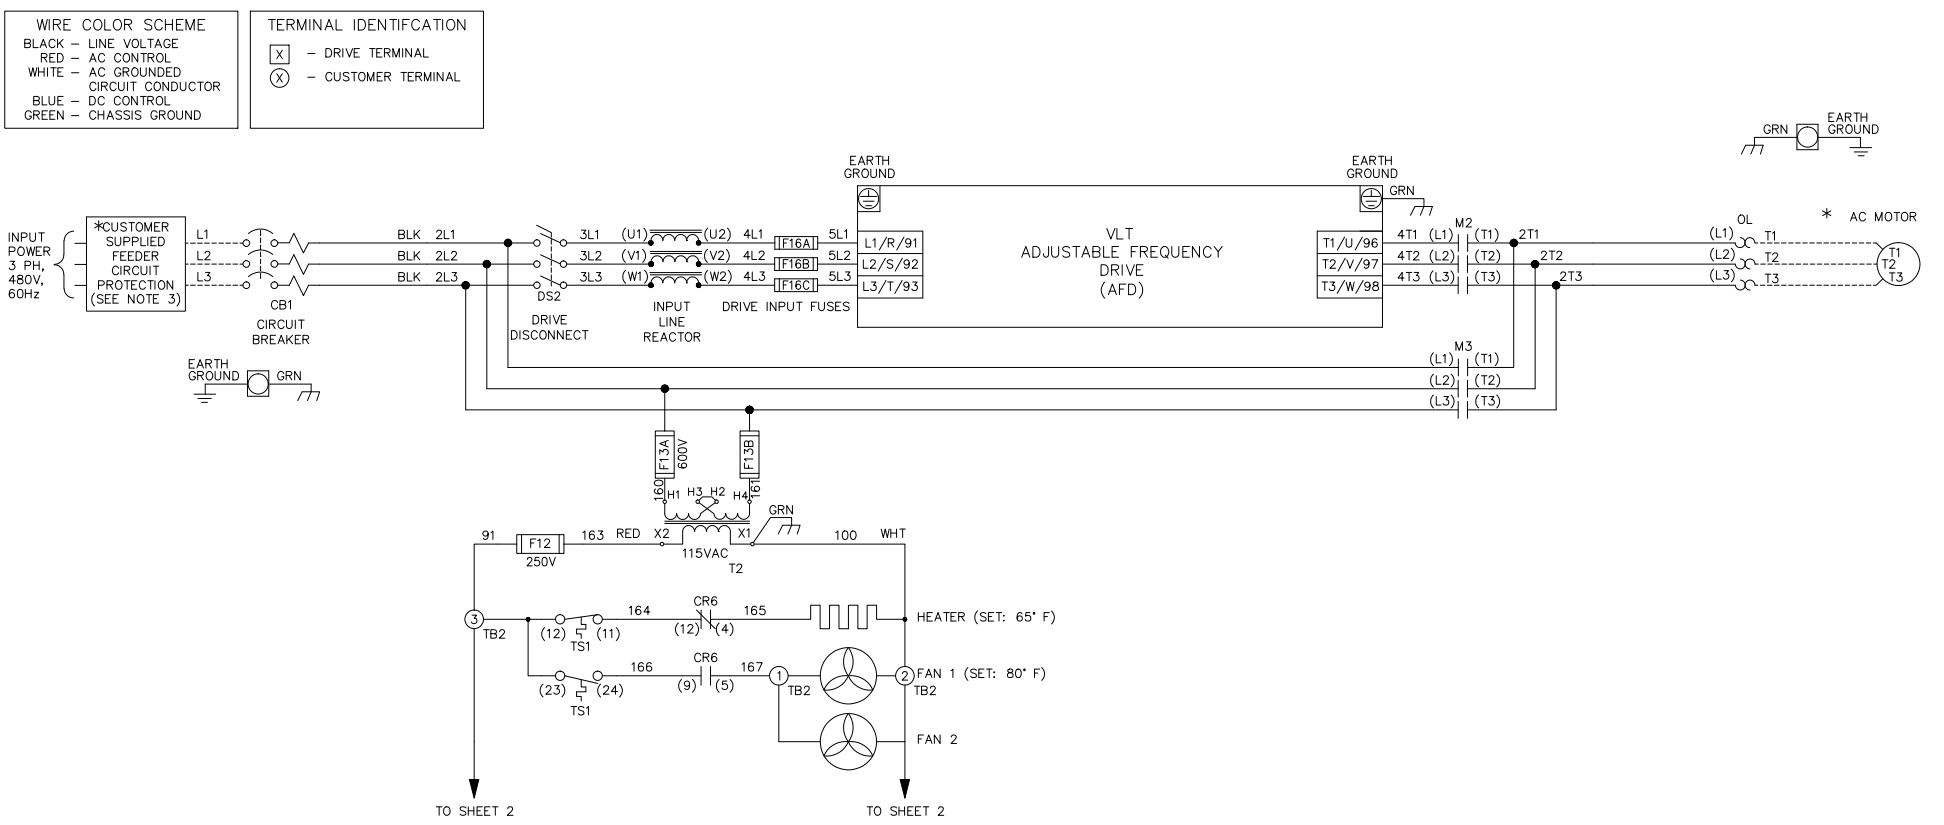 WIRE COLOR SCHEME
BLACK – LINE VOLTAGE
RED – AC CONTROL
WHITE – AC GROUNDED
CIRCUIT CONDUCTOR
BLUE – DC CONTROL
GREEN – CHASSIS GROUND
TERMINAL IDENTIFCATION
X – DRIVE TERMINAL
X – CUSTOMER TERMINAL
GRN
EARTH
GROUND
INPUT
POWER
3 PH,
480V,
60Hz
*CUSTOMER
SUPPLIED
FEEDER
CIRCUIT
PROTECTION
(SEE NOTE 3)
L1
L2
L3
CB1
CIRCUIT
BREAKER
BLK 2L1
BLK 2L2
BLK 2L3
DS2
DRIVE
DISCONNECT
3L1
3L2
3L3
(U1) (U2)
(V1) (V2)
(W1) (W2)
INPUT
LINE
REACTOR
4L1
4L2
4L3
F16A
F16B
F16C
DRIVE INPUT FUSES
5L1
5L2
5L3
EARTH
GROUND
L1/R/91
L2/S/92
L3/T/93
VLT
ADJUSTABLE FREQUENCY
DRIVE
(AFD)
EARTH
GROUND
GRN
T1/U/96
T2/V/97
T3/W/98
4T1 (L1) M2 (T1) 2T1
4T2 (L2) (T2) 2T2
4T3 (L3) (T3) 2T3
OL
(L1) T1
(L2) T2
(L3) T3
* AC MOTOR
T1
T2
T3
EARTH
GROUND
GRN
M3
(L1) (T1)
(L2) (T2)
(L3) (T3)
F13A
600V
F13B
160
161
H1 H3 H2 H4
GRN
91
F12
250V
163 RED X2
X1
115VAC
T2
100 WHT
3
TB2
(12) (11)
TS1
164
CR6
(12) (4)
165
HEATER (SET: 65° F)
(23) (24)
TS1
166
CR6
(9) (5)
167
1
TB2
2
TB2
FAN 1 (SET: 80° F)
FAN 2
TO SHEET 2
TO SHEET 2